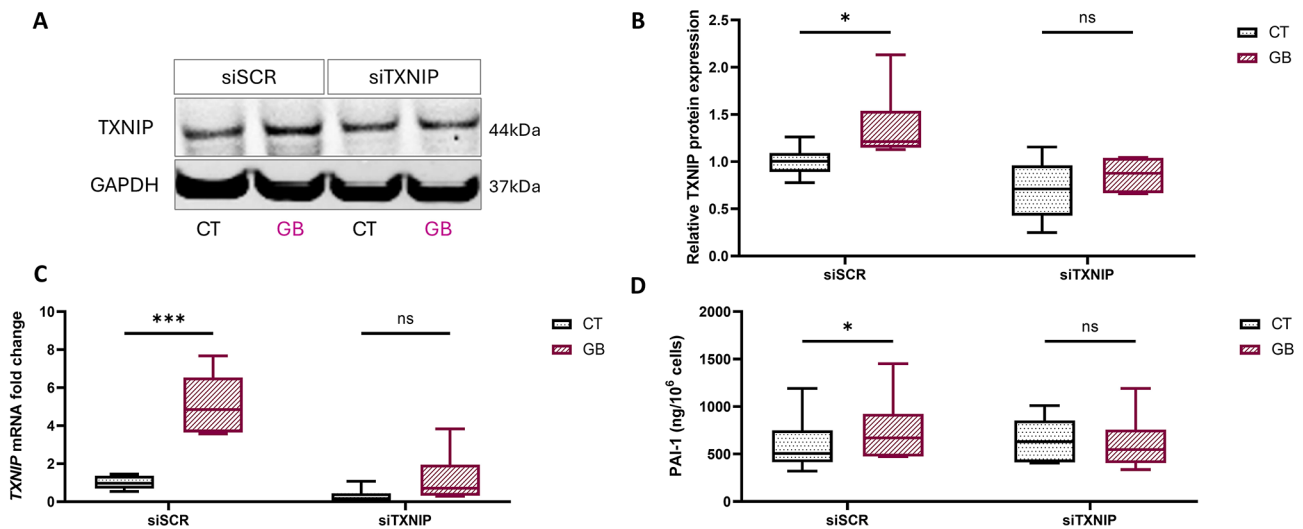 A
siSCR siTXNIP
TXNIP 44kDa
GAPDH 37kDa
CT GB CT GB
B
Relative TXNIP protein expression
2.5
2.0
1.5
1.0
0.5
0.0
* ns
siSCR siTXNIP
CT
GB
C
TXNIP mRNA fold change
10
8
6
4
2
0
*** ns
siSCR siTXNIP
CT
GB
D
PAI-1 (ng/10⁶ cells)
2000
1500
1000
500
0
* ns
siSCR siTXNIP
CT
GB